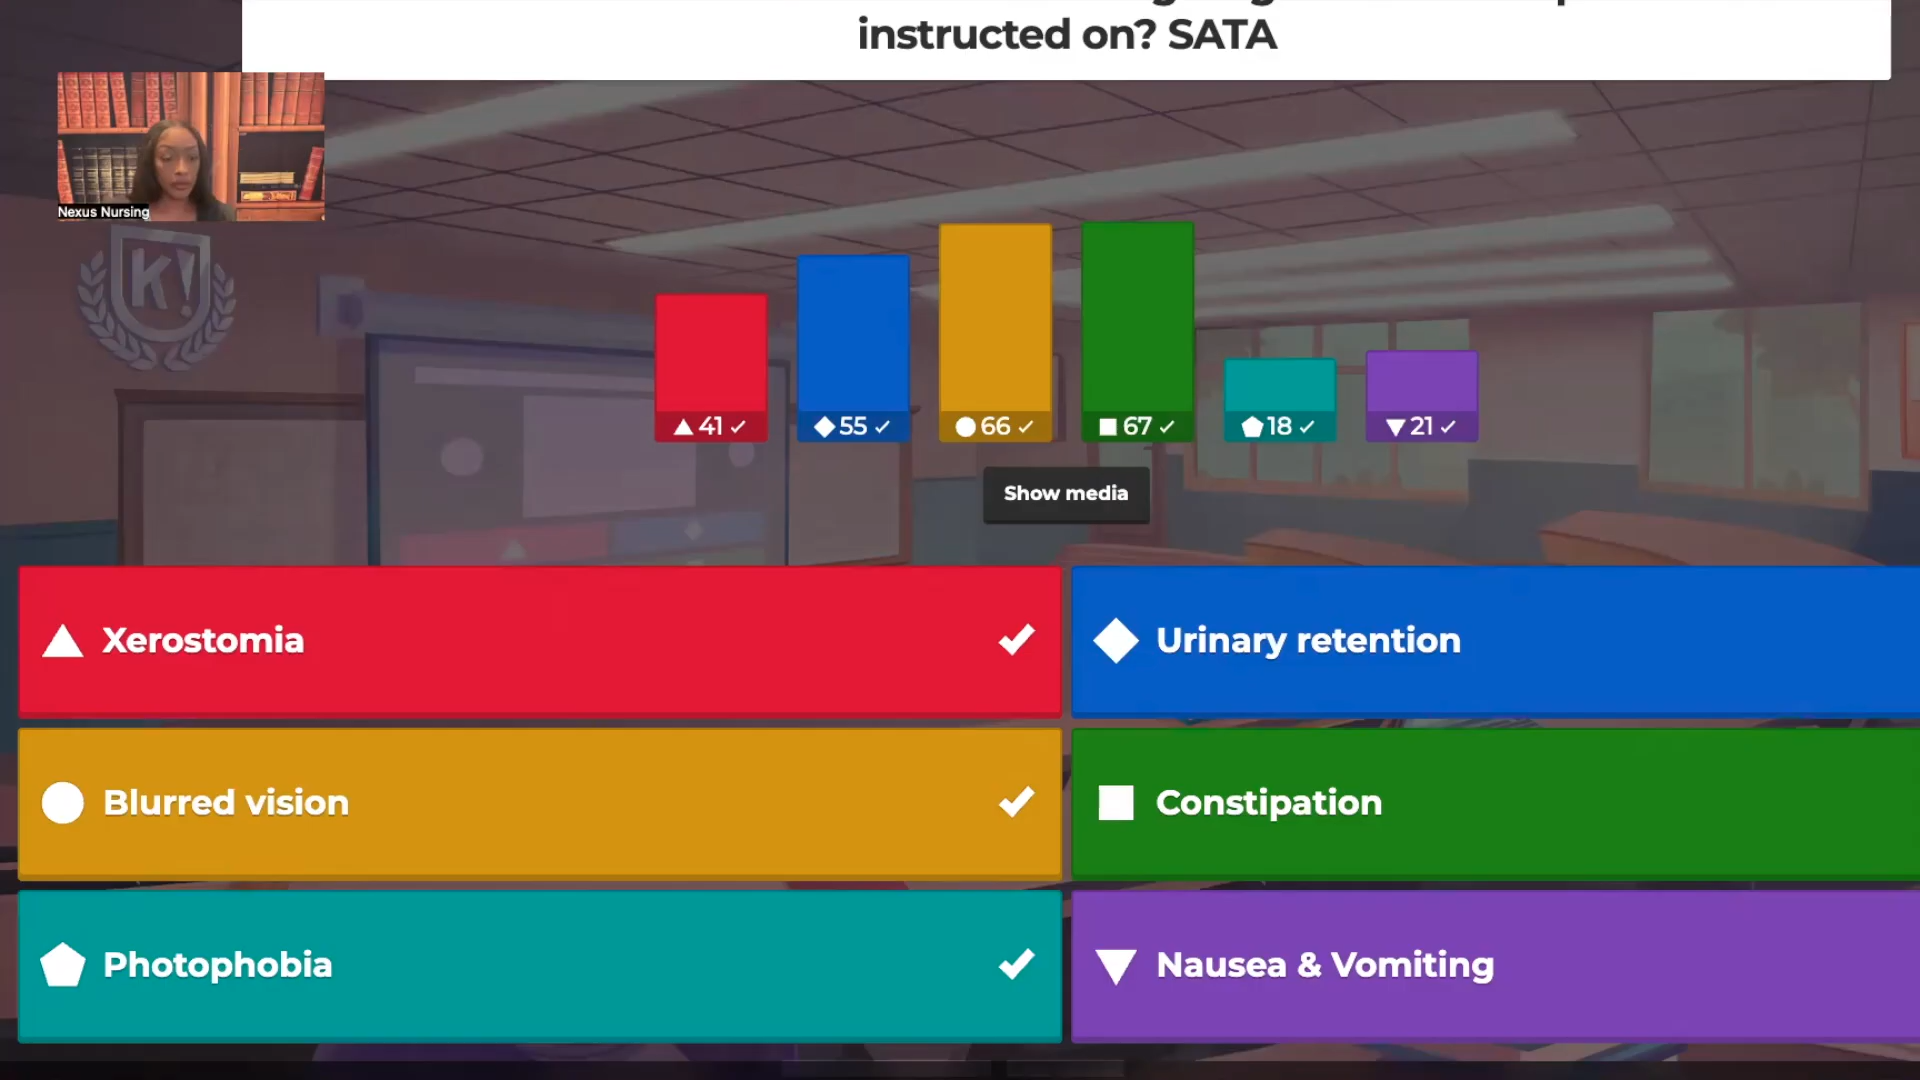 instructed on? SATA
Nexus Nursing
K!
41
55
66
67
18
21
Show media
Xerostomia
Urinary retention
Blurred vision
Constipation
Photophobia
Nausea & Vomiting